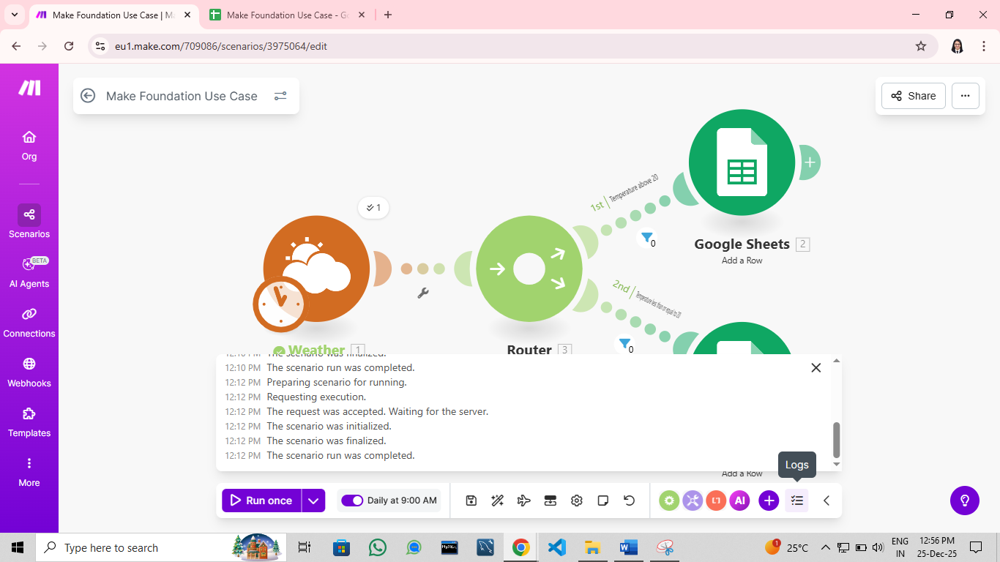 Make Foundation Use Case | M
Make Foundation Use Case - G
eu1.make.com/709086/scenarios/3975064/edit
Make Foundation Use Case
Share
Org
Scenarios
BETA
AI Agents
Connections
Webhooks
Templates
More
1
1st
Temperature above 20
0
Google Sheets 2
Add a Row
2nd
Temperature less than or equal to 20
0
Weather 1
Router 3
12:10 PM The scenario was finalized.
12:10 PM The scenario run was completed.
12:12 PM Preparing scenario for running.
12:12 PM Requesting execution.
12:12 PM The request was accepted. Waiting for the server.
12:12 PM The scenario was initialized.
12:12 PM The scenario was finalized.
12:12 PM The scenario run was completed.
Logs
Add a Row
Run once
Daily at 9:00 AM
AI
Type here to search
MySQL
1
25°C
ENG
IN
12:56 PM
25-Dec-25